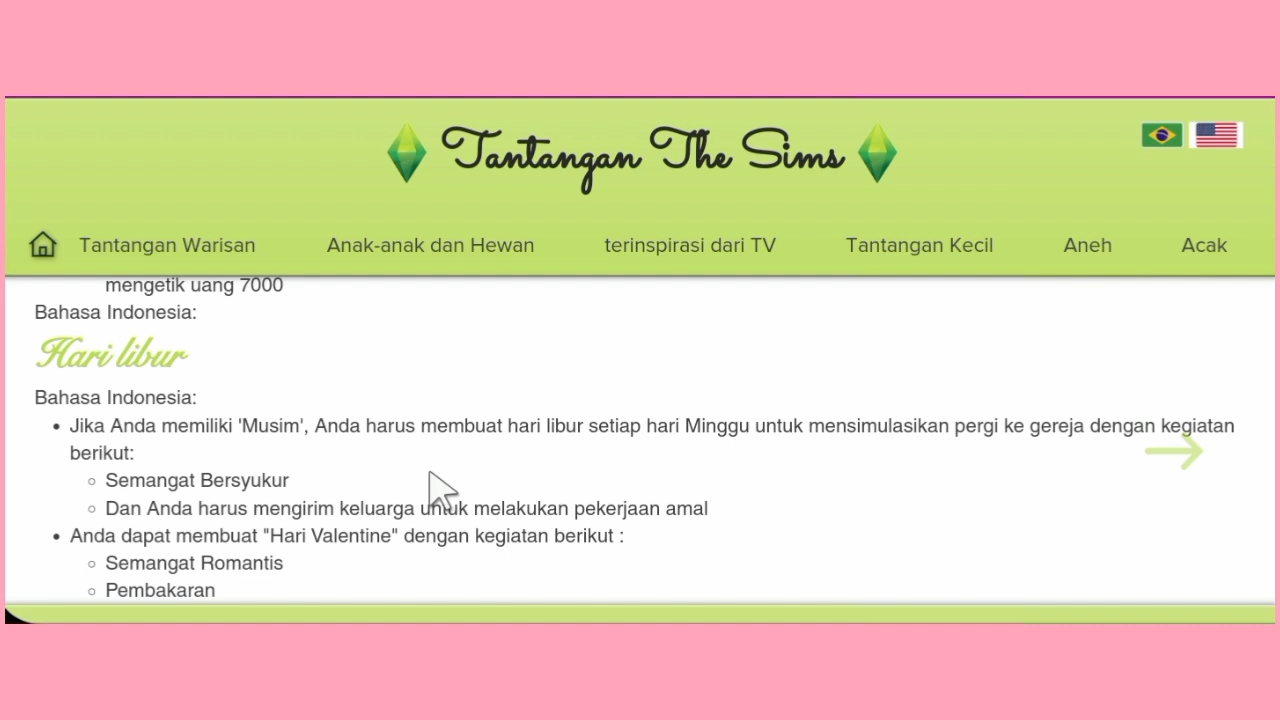 Tantangan The Sims
Tantangan Warisan
Anak-anak dan Hewan
terinspirasi dari TV
Tantangan Kecil
Aneh
Acak
mengetik uang 7000
Bahasa Indonesia:
Hari libur
Bahasa Indonesia:
Jika Anda memiliki 'Musim', Anda harus membuat hari libur setiap hari Minggu untuk mensimulasikan pergi ke gereja dengan kegiatan
berikut:
Semangat Bersyukur
Dan Anda harus mengirim keluarga untuk melakukan pekerjaan amal
Anda dapat membuat "Hari Valentine" dengan kegiatan berikut :
Semangat Romantis
Pembakaran